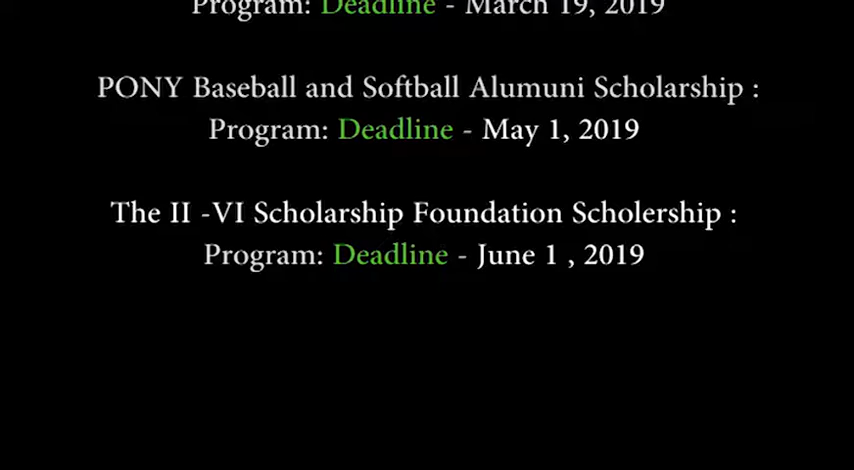 Program: Deadline - March 19, 2019
PONY Baseball and Softball Alumuni Scholarship :
Program: Deadline - May 1, 2019
The II -VI Scholarship Foundation Scholership :
Program: Deadline - June 1 , 2019